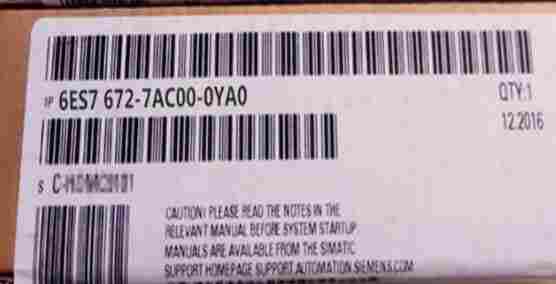 1P 6ES7 672-7AC00-0YA0
QTY:1
12.2016
S
CAUTION! PLEASE READ THE NOTES IN THE
RELEVANT MANUAL BEFORE SYSTEM STARTUP
MANUALS ARE AVAILABLE FROM THE SIMATIC
SUPPORT HOMEPAGE SUPPORT.AUTOMATION.SIEMENS.COM